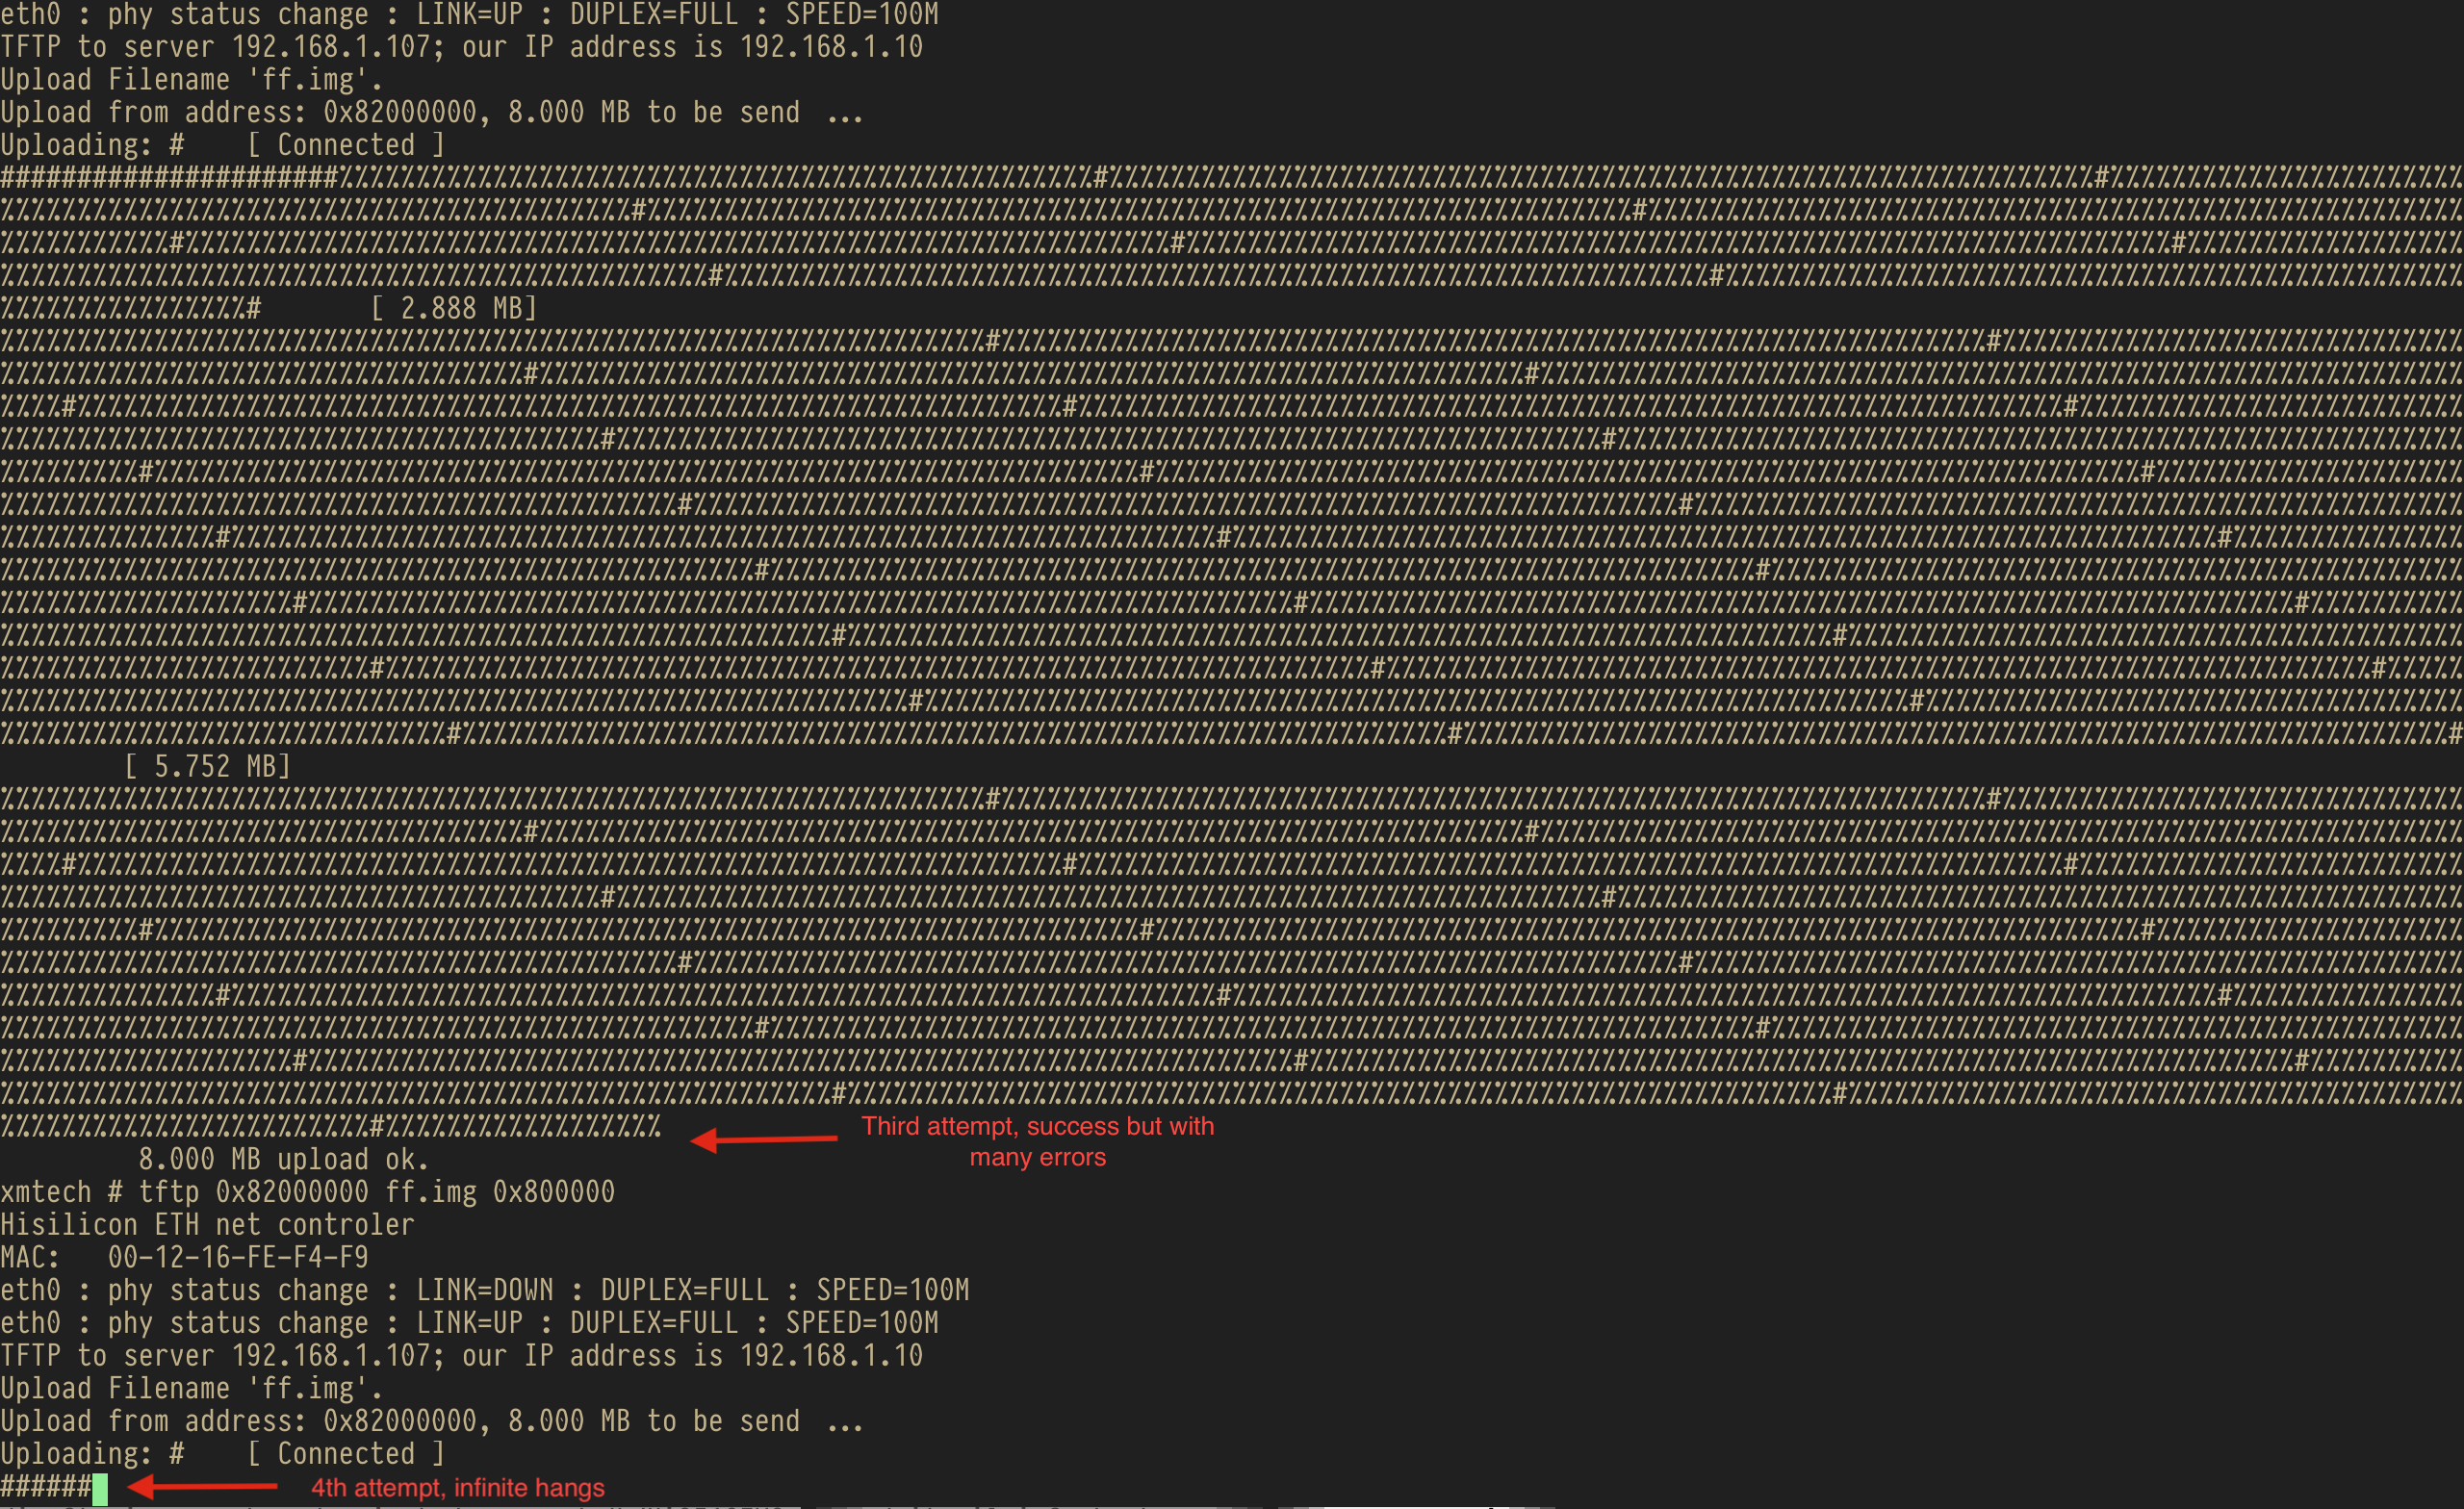 eth0 : phy status change : LINK=UP : DUPLEX=FULL : SPEED=100M
TFTP to server 192.168.1.107; our IP address is 192.168.1.10
Upload Filename 'ff.img'.
Upload from address: 0x82000000, 8.000 MB to be send ...
Uploading: #    [ Connected ]
%%%%%%%%%%%%%%%%#       [ 2.888 MB]
[ 5.752 MB]
Third attempt, success but with
many errors
8.000 MB upload ok.
xmtech # tftp 0x82000000 ff.img 0x800000
Hisilicon ETH net controler
MAC:   00-12-16-FE-F4-F9
eth0 : phy status change : LINK=DOWN : DUPLEX=FULL : SPEED=100M
eth0 : phy status change : LINK=UP : DUPLEX=FULL : SPEED=100M
TFTP to server 192.168.1.107; our IP address is 192.168.1.10
Upload Filename 'ff.img'.
Upload from address: 0x82000000, 8.000 MB to be send ...
Uploading: #    [ Connected ]
###### 4th attempt, infinite hangs